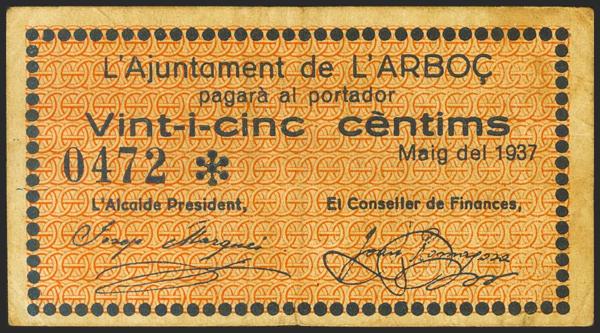 L'Ajuntament de L'ARBOÇ
pagarà al portador
Vint-i-cinc cèntims
Maig del 1937
0472 *
L'Alcalde President,
El Conseller de Finances,
Josep